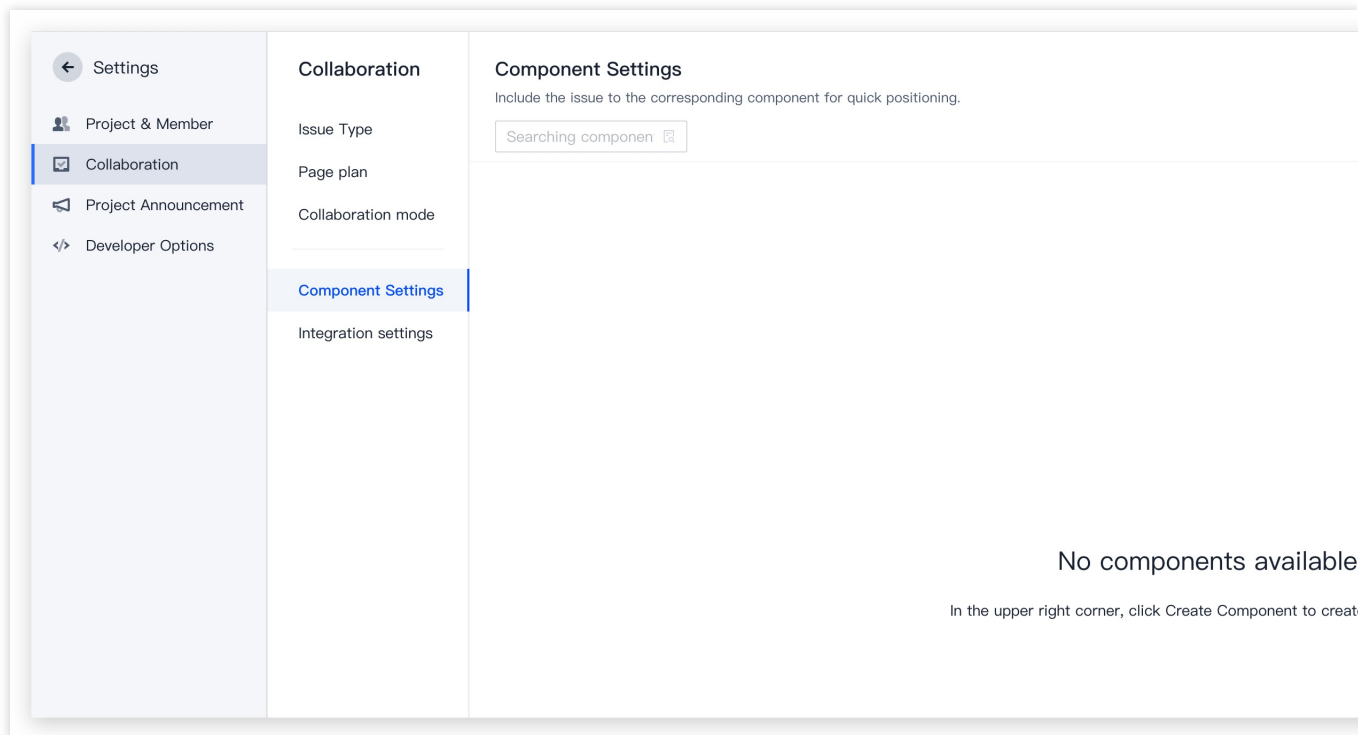 Settings
Project & Member
Collaboration
Project Announcement
Developer Options
Collaboration
Issue Type
Page plan
Collaboration mode
Component Settings
Integration settings
Component Settings
Include the issue to the corresponding component for quick positioning.
Searching componen
No components available
In the upper right corner, click Create Component to creat